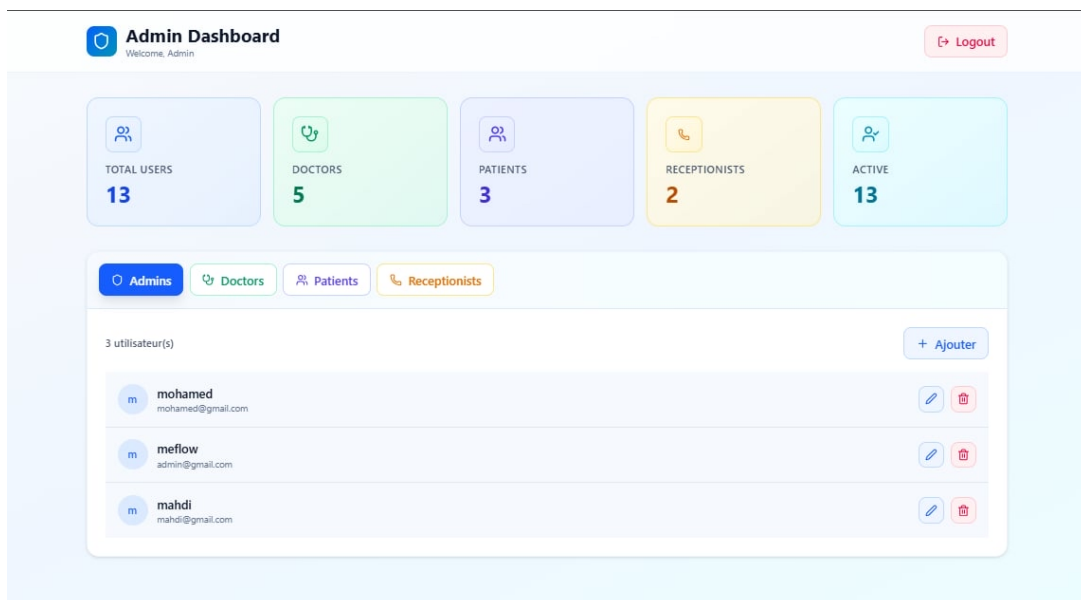 Admin Dashboard
Welcome, Admin
Logout
TOTAL USERS
13
DOCTORS
5
PATIENTS
3
RECEPTIONISTS
2
ACTIVE
13
Admins
Doctors
Patients
Receptionists
3 utilisateur(s)
+ Ajouter
m
mohamed
mohamed@gmail.com
m
meflow
admin@gmail.com
m
mahdi
mahdi@gmail.com